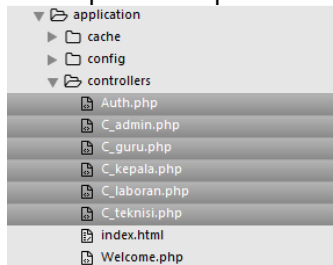 application
cache
config
controllers
Auth.php
C_admin.php
C_guru.php
C_kepala.php
C_laboran.php
C_teknisi.php
index.html
Welcome.php